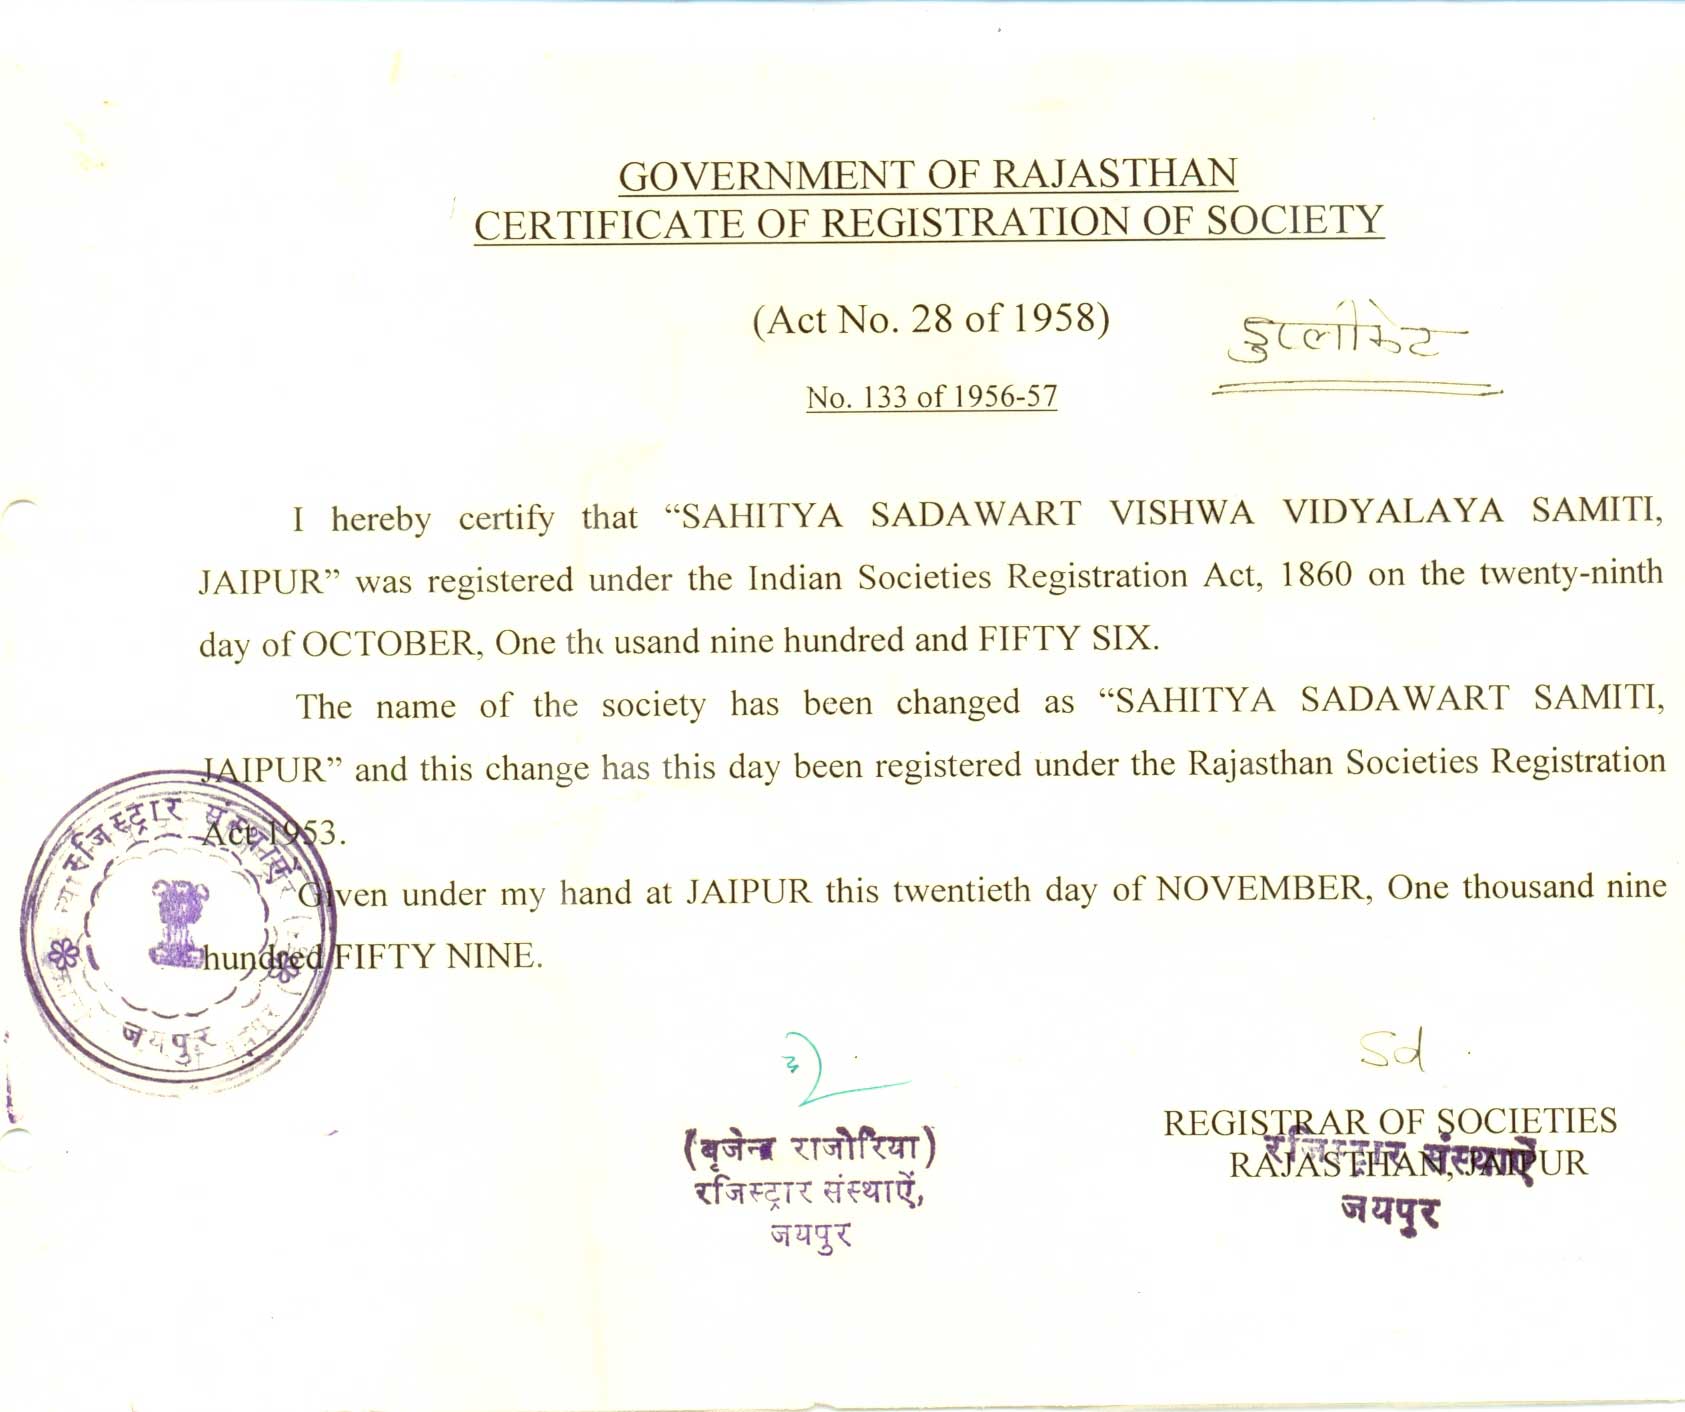 GOVERNMENT OF RAJASTHAN
CERTIFICATE OF REGISTRATION OF SOCIETY
(Act No. 28 of 1958)
डुप्लीकेट
No. 133 of 1956-57
I hereby certify that “SAHITYA SADAWART VISHWA VIDYALAYA SAMITI,
JAIPUR” was registered under the Indian Societies Registration Act, 1860 on the twenty-ninth
day of OCTOBER, One thousand nine hundred and FIFTY SIX.
The name of the society has been changed as “SAHITYA SADAWART SAMITI,
JAIPUR” and this change has this day been registered under the Rajasthan Societies Registration
Act 1953.
Given under my hand at JAIPUR this twentieth day of NOVEMBER, One thousand nine
hundred FIFTY NINE.
रजिस्ट्रार संस्थाऐं
जयपुर
Sd
(बृजेन्द्र राजोरिया)
रजिस्ट्रार संस्थाऐं,
जयपुर
REGISTRAR OF SOCIETIES
RAJASTHAN, JAIPUR
रजिस्ट्रार संस्थाऐं
जयपुर